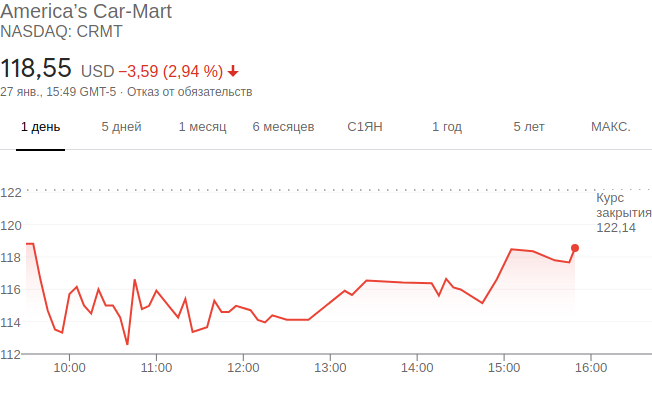 America's Car-Mart
NASDAQ: CRMT
118,55 USD −3,59 (2,94 %)
27 янв., 15:49 GMT-5 · Отказ от обязательств
1 день 5 дней 1 месяц 6 месяцев С1ЯН 1 год 5 лет МАКС.
122
Курс
закрытия
122,14
120
118
116
114
112
10:00 11:00 12:00 13:00 14:00 15:00 16:00